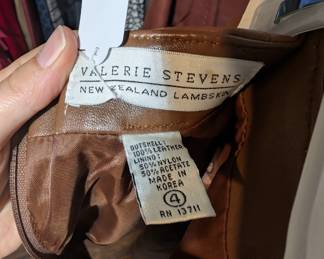 VALERIE STEVENS
NEW ZEALAND LAMBSKIN
OUTSHELL:
100% LEATHER
LINING:
50% NYLON
50% ACETATE
MADE IN
KOREA
4
RN 13711